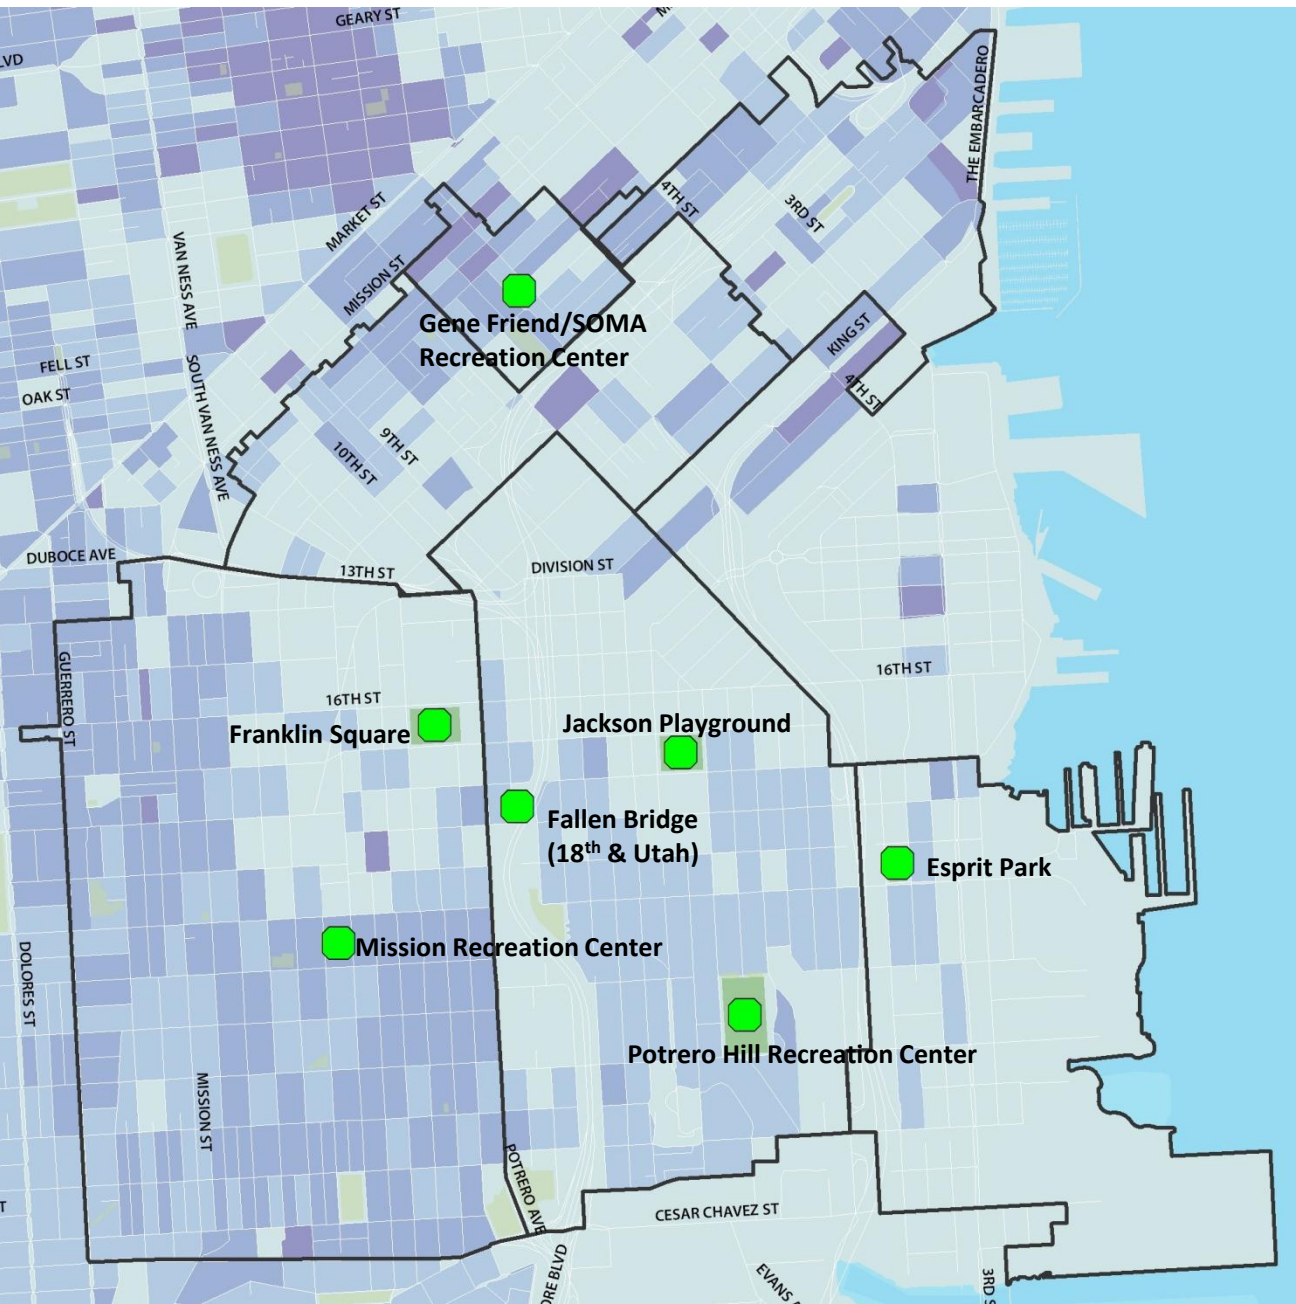 GEARY ST
LVD
THE EMBARCADERO
MARKET ST
4TH ST
3RD ST
VAN NESS AVE
MISSION ST
Gene Friend/SOMA
Recreation Center
KING ST
FELL ST
OAK ST
SOUTH VAN NESS AVE
4TH ST
9TH ST
10TH ST
DUBOCE AVE
13TH ST
DIVISION ST
GUERRERO ST
16TH ST
16TH ST
Franklin Square
Jackson Playground
Fallen Bridge
(18th & Utah)
Esprit Park
Mission Recreation Center
DOLORES ST
Potrero Hill Recreation Center
MISSION ST
POTRERO AVE
CESAR CHAVEZ ST
T
ORE BLVD
EVANS A
3RD S